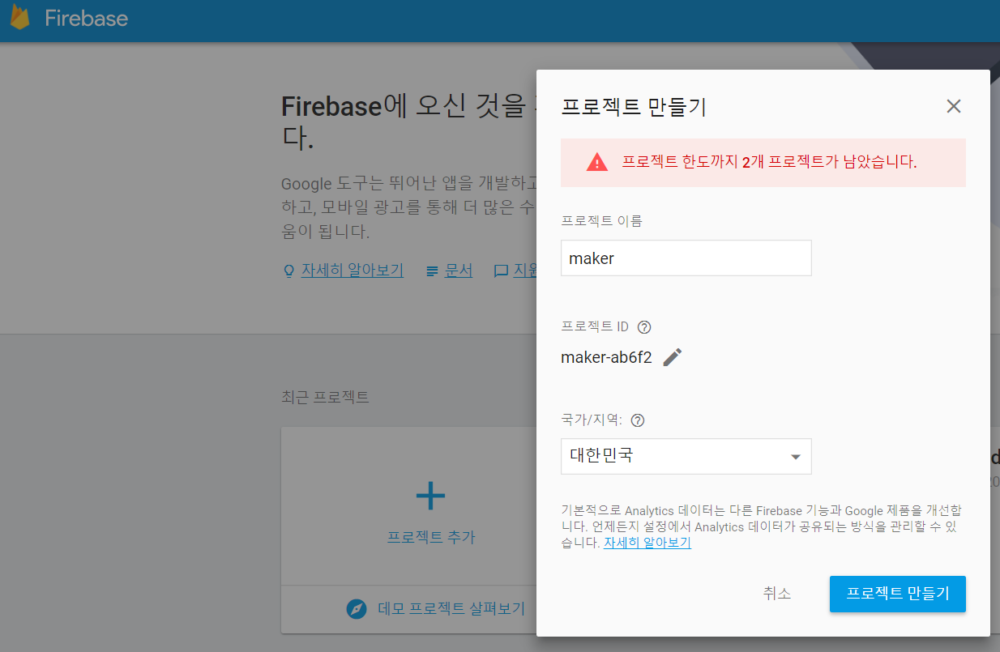 Firebase
Firebase에 오신 것을
다.
Google 도구는 뛰어난 앱을 개발하고
하고, 모바일 광고를 통해 더 많은 수
움이 됩니다.
자세히 알아보기
문서
지원
최근 프로젝트
프로젝트 추가
데모 프로젝트 살펴보기
프로젝트 만들기
프로젝트 한도까지 2개 프로젝트가 남았습니다.
프로젝트 이름
maker
프로젝트 ID
maker-ab6f2
국가/지역:
대한민국
기본적으로 Analytics 데이터는 다른 Firebase 기능과 Google 제품을 개선합
니다. 언제든지 설정에서 Analytics 데이터가 공유되는 방식을 관리할 수 있
습니다. 자세히 알아보기
취소
프로젝트 만들기